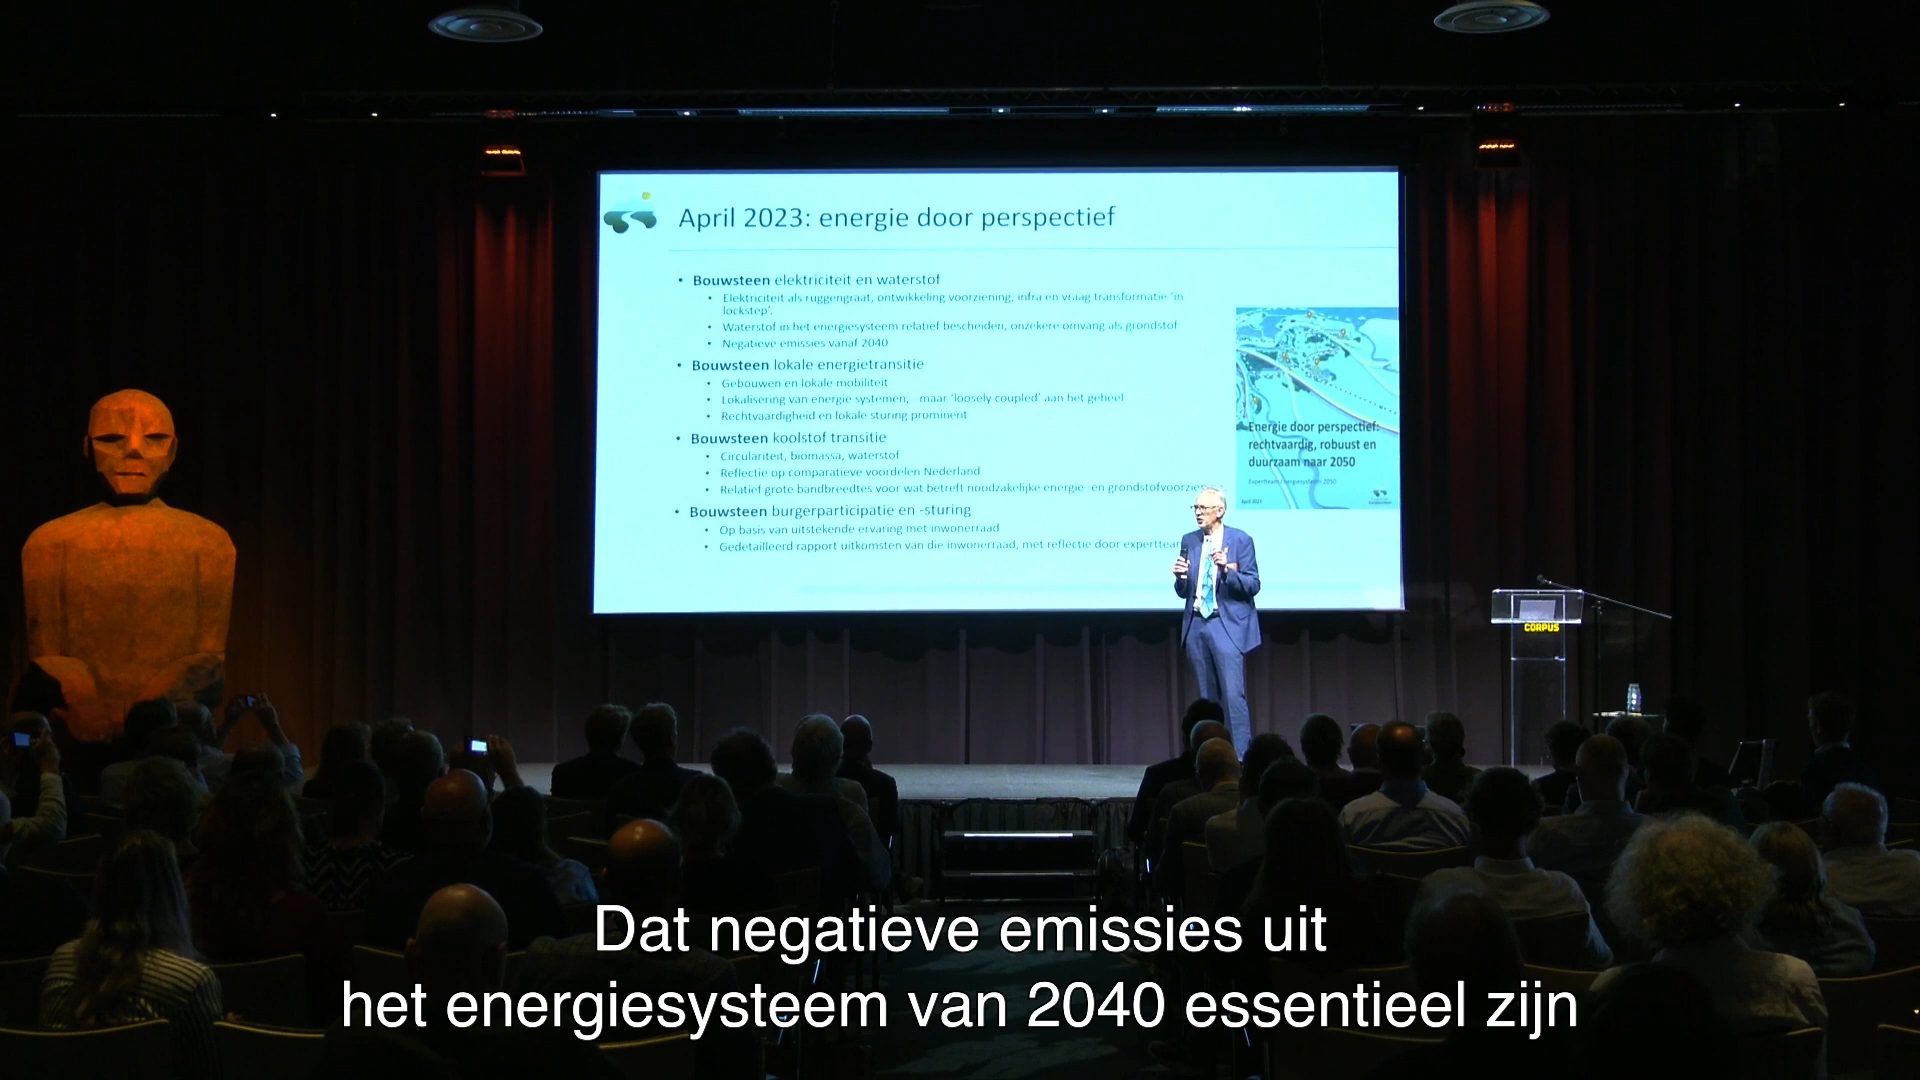 April 2023: energie door perspectief
• Bouwsteen elektriciteit en waterstof
• Elektriciteit als ruggengraat, ontwikkeling voorziening, infra en vraag transformatie 'in
lockstep'.
• Waterstof in het energiesysteem relatief bescheiden, onzekere omvang als grondstof
• Negatieve emissies vanaf 2040
• Bouwsteen lokale energietransitie
• Gebouwen en lokale mobiliteit
• Lokalisering van energie systemen, maar 'loosely coupled' aan het geheel
• Rechtvaardigheid en lokale sturing prominent
• Bouwsteen koolstof transitie
• Circulariteit, biomassa, waterstof
• Reflectie op comparatieve voordelen Nederland
• Relatief grote bandbreedtes voor wat betreft noodzakelijke energie- en
• Bouwsteen burgerparticipatie en -sturing
• Op basis van uitstekende ervaring met inwonerraad
• Gedetailleerd rapport uitkomsten van die inwonerraad, met reflectie door
Energie door perspectief:
rechtvaardig, robuust en
duurzaam naar 2050
Expertteam Energiesysteem 2050
April 2023
CORPUS
Dat negatieve emissies uit
het energiesysteem van 2040 essentieel zijn